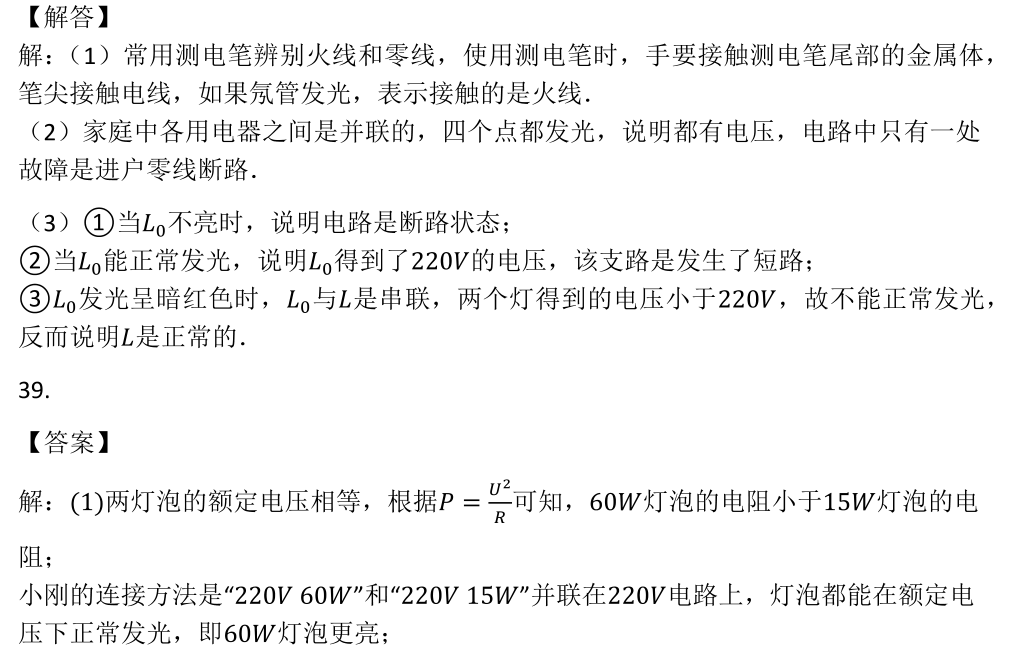 【解答】
解：（1）常用测电笔辨别火线和零线，使用测电笔时，手要接触测电笔尾部的金属体，
笔尖接触电线，如果氖管发光，表示接触的是火线．
（2）家庭中各用电器之间是并联的，四个点都发光，说明都有电压，电路中只有一处
故障是进户零线断路．
（3）①当L₀不亮时，说明电路是断路状态；
②当L₀能正常发光，说明L₀得到了220V的电压，该支路是发生了短路；
③L₀发光呈暗红色时，L₀与L是串联，两个灯得到的电压小于220V，故不能正常发光，
反而说明L是正常的．
39.
【答案】
解：(1)两灯泡的额定电压相等，根据P = U²/R可知，60W灯泡的电阻小于15W灯泡的电
阻；
小刚的连接方法是“220V 60W”和“220V 15W”并联在220V电路上，灯泡都能在额定电
压下正常发光，即60W灯泡更亮；